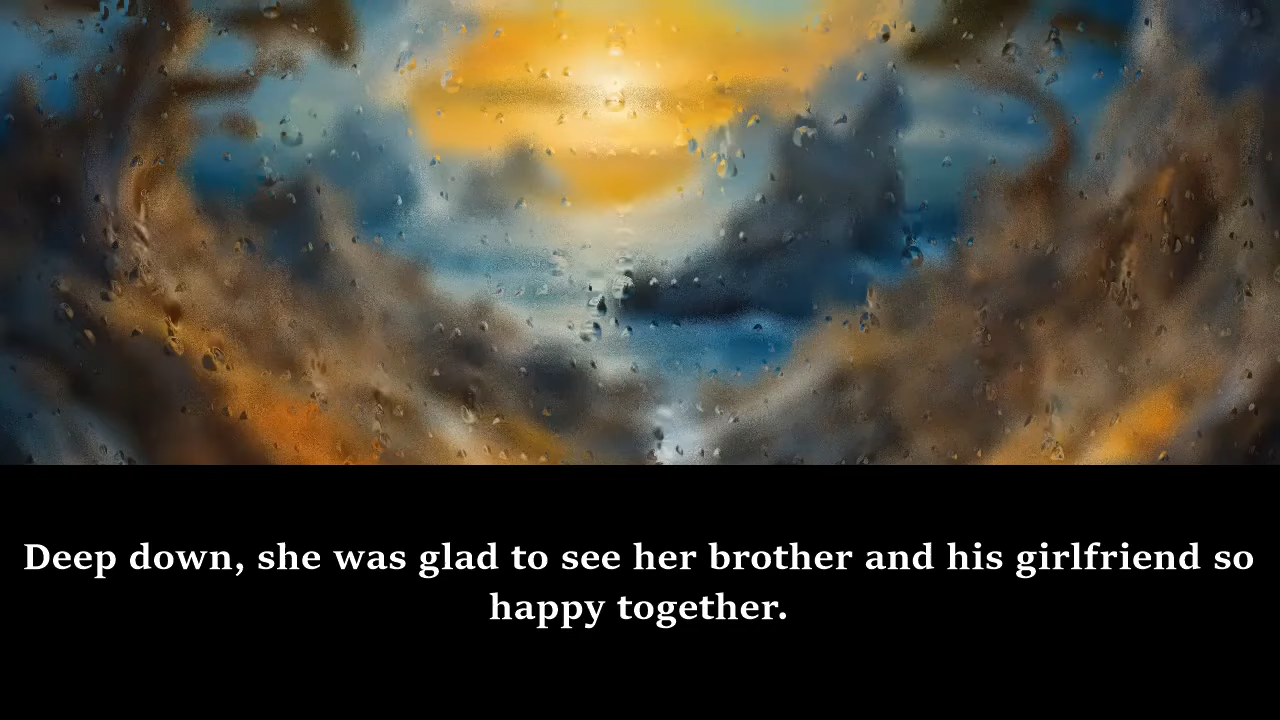 Deep down, she was glad to see her brother and his girlfriend so
happy together.